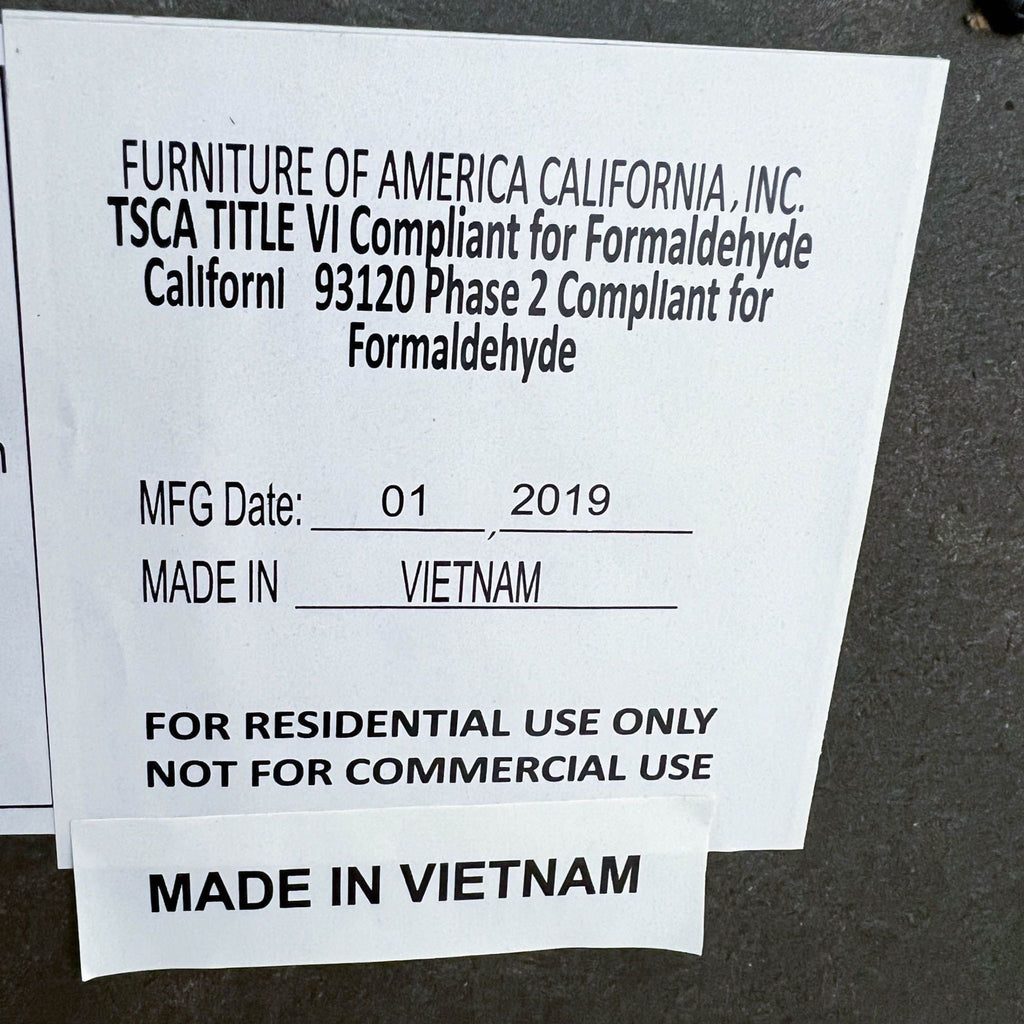 FURNITURE OF AMERICA CALIFORNIA, INC.
TSCA TITLE VI Compliant for Formaldehyde
Californi 93120 Phase 2 Compliant for
Formaldehyde
MFG Date: 01 , 2019
MADE IN VIETNAM
FOR RESIDENTIAL USE ONLY
NOT FOR COMMERCIAL USE
MADE IN VIETNAM